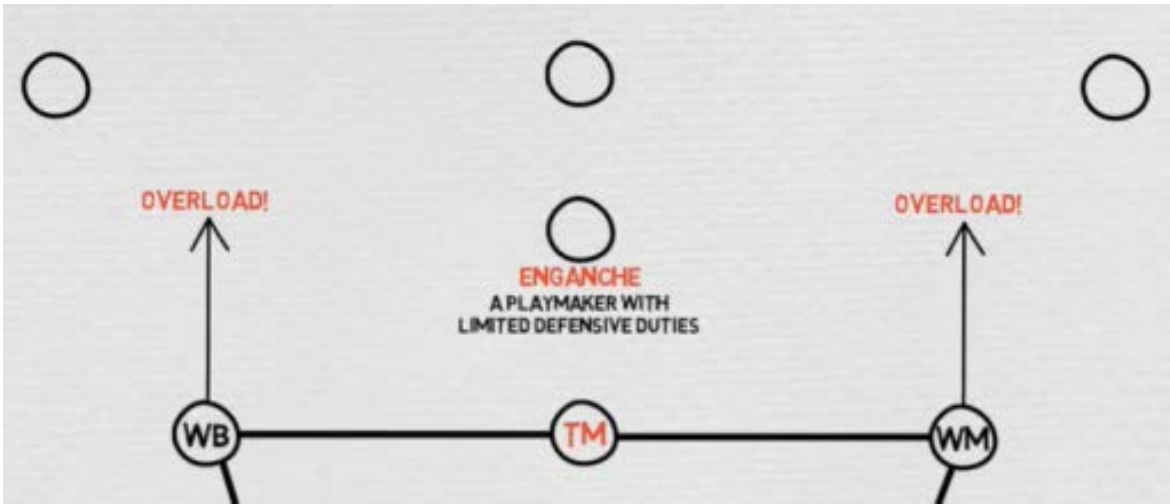 OVERLOAD!
OVERLOAD!
ENGANCHE
A PLAYMAKER WITH
LIMITED DEFENSIVE DUTIES
WB
TM
WM